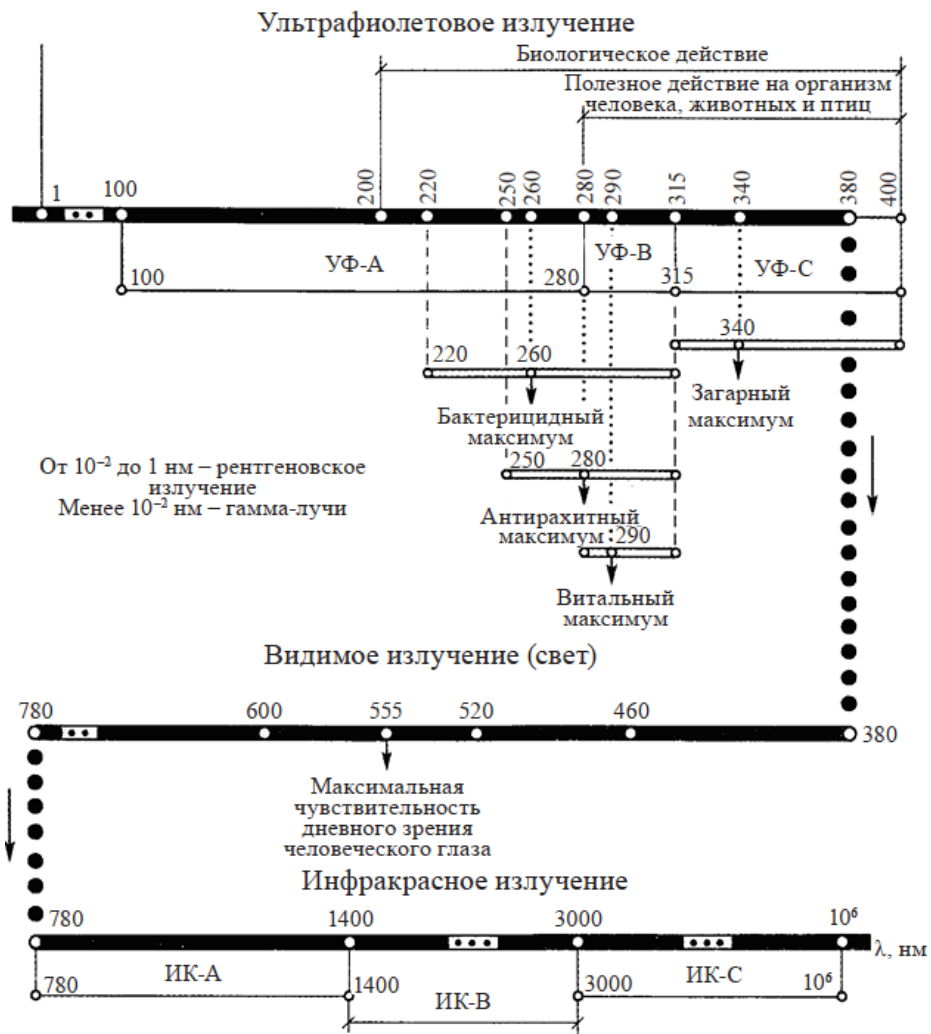 Ультрафиолетовое излучение
Биологическое действие
Полезное действие на организм
человека, животных и птиц
1 100 200 220 250 260 280 290 315 340 380 400
УФ-А УФ-В УФ-С
100 280 315
340
220 260
Загарный
максимум
Бактерицидный
максимум
От 10⁻² до 1 нм – рентгеновское
излучение
Менее 10⁻² нм – гамма-лучи
250 280
Антирахитный
максимум
290
Витальный
максимум
Видимое излучение (свет)
780 600 555 520 460
380
Максимальная
чувствительность
дневного зрения
человеческого глаза
Инфракрасное излучение
780 1400 3000 10⁶
λ, нм
ИК-А ИК-В ИК-С
780 1400 3000 10⁶